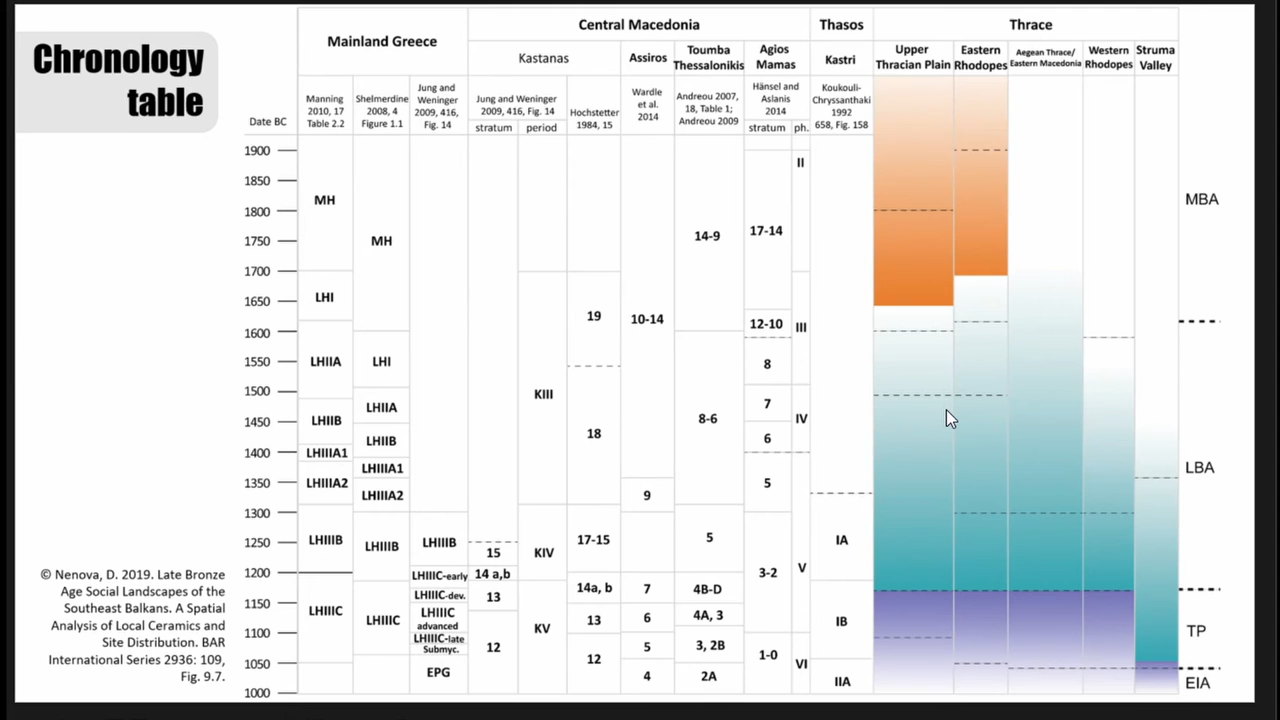 Chronology
table
Mainland Greece
Central Macedonia
Thasos
Thrace
Kastanas
Assiros
Toumba
Thessalonikis
Agios
Mamas
Kastri
Upper
Thracian Plain
Eastern
Rhodopes
Aegean Thrace/
Eastern Macedonia
Western
Rhodopes
Struma
Valley
Date BC
Manning
2010, 17
Table 2.2
Shelmerdine
2008, 4
Figure 1.1
Jung and
Weninger
2009, 416,
Fig. 14
Jung and Weninger
2009, 416, Fig. 14
stratum
period
Hochstetter
1984, 15
Wardle
et al.
2014
Andreou 2007,
18, Table 1;
Andreou 2009
Hänsel and
Aslanis
2014
stratum
ph.
Koukouli-
Chryssanthaki
1992
658, Fig. 158
1900
1850
1800
1750
1700
1650
1600
1550
1500
1450
1400
1350
1300
1250
1200
1150
1100
1050
1000
MH
LHI
LHIIA
LHIIB
LHIIIA1
LHIIIA2
LHIIIB
LHIIIC
MH
LHI
LHIIA
LHIIB
LHIIIA1
LHIIIA2
LHIIIB
LHIIIC
LHIIIB
LHIIIC-early
LHIIIC-dev.
LHIIIC
advanced
LHIIIC-late
Submyc.
EPG
15
14 a,b
13
12
KIII
KIV
KV
19
18
17-15
14a, b
13
12
10-14
9
7
6
5
4
14-9
8-6
5
4B-D
4A, 3
3, 2B
2A
17-14
12-10
8
7
6
5
3-2
1-0
II
III
IV
V
VI
IA
IB
IIA
MBA
LBA
TP
EIA
© Nenova, D. 2019. Late Bronze
Age Social Landscapes of the
Southeast Balkans. A Spatial
Analysis of Local Ceramics and
Site Distribution. BAR
International Series 2936: 109,
Fig. 9.7.